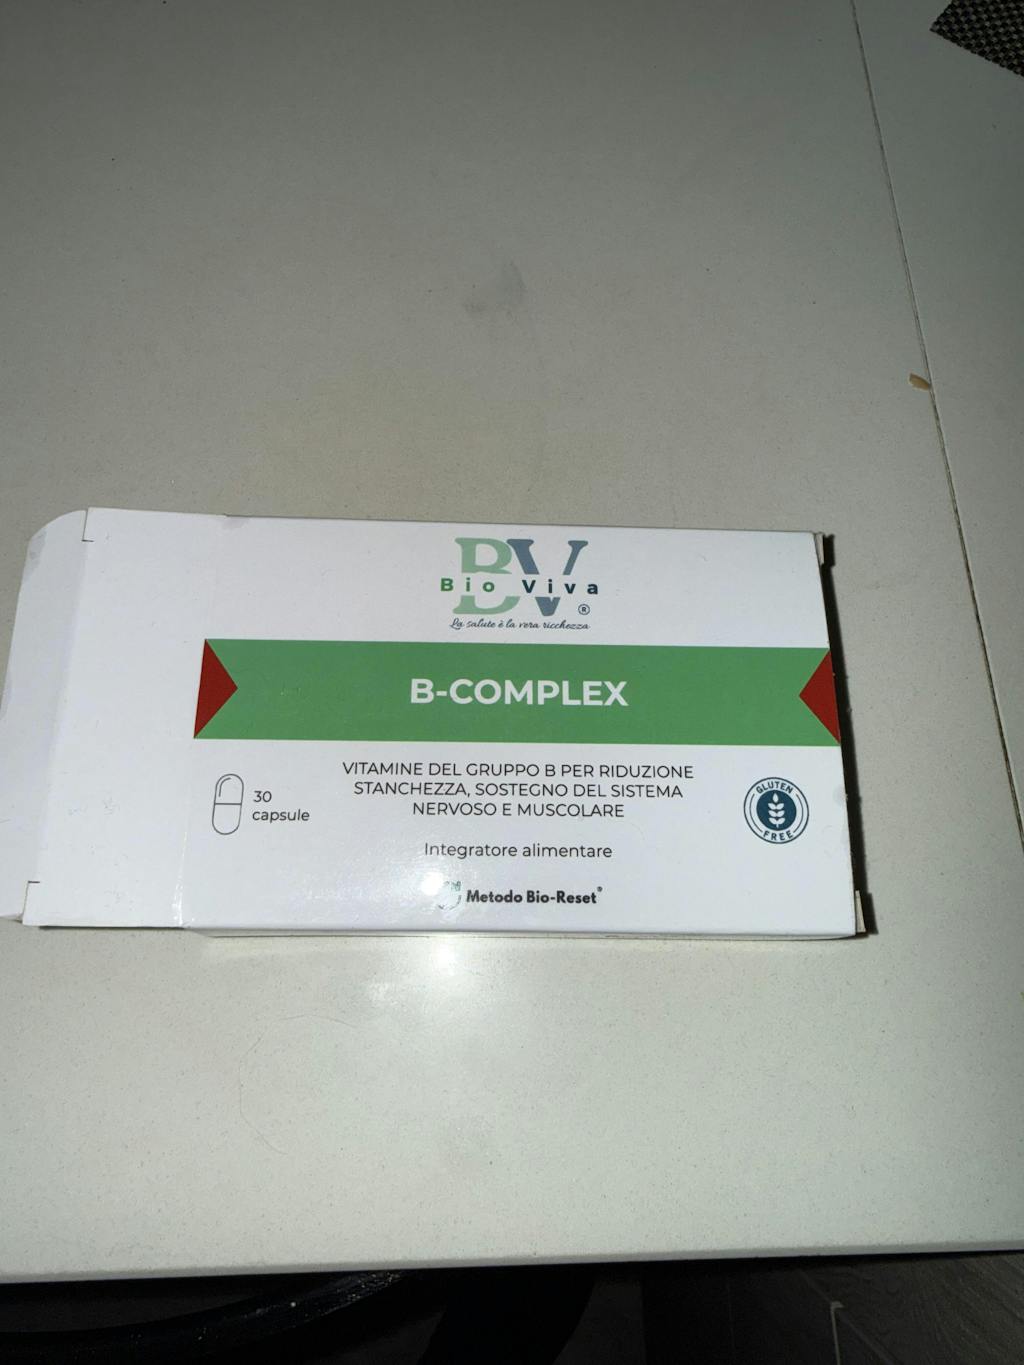 BV
Bio Viva
®
La salute è la vera ricchezza
B-COMPLEX
VITAMINE DEL GRUPPO B PER RIDUZIONE
STANCHEZZA, SOSTEGNO DEL SISTEMA
NERVOSO E MUSCOLARE
30
capsule
GLUTEN
FREE
Integratore alimentare
Metodo Bio-Reset®